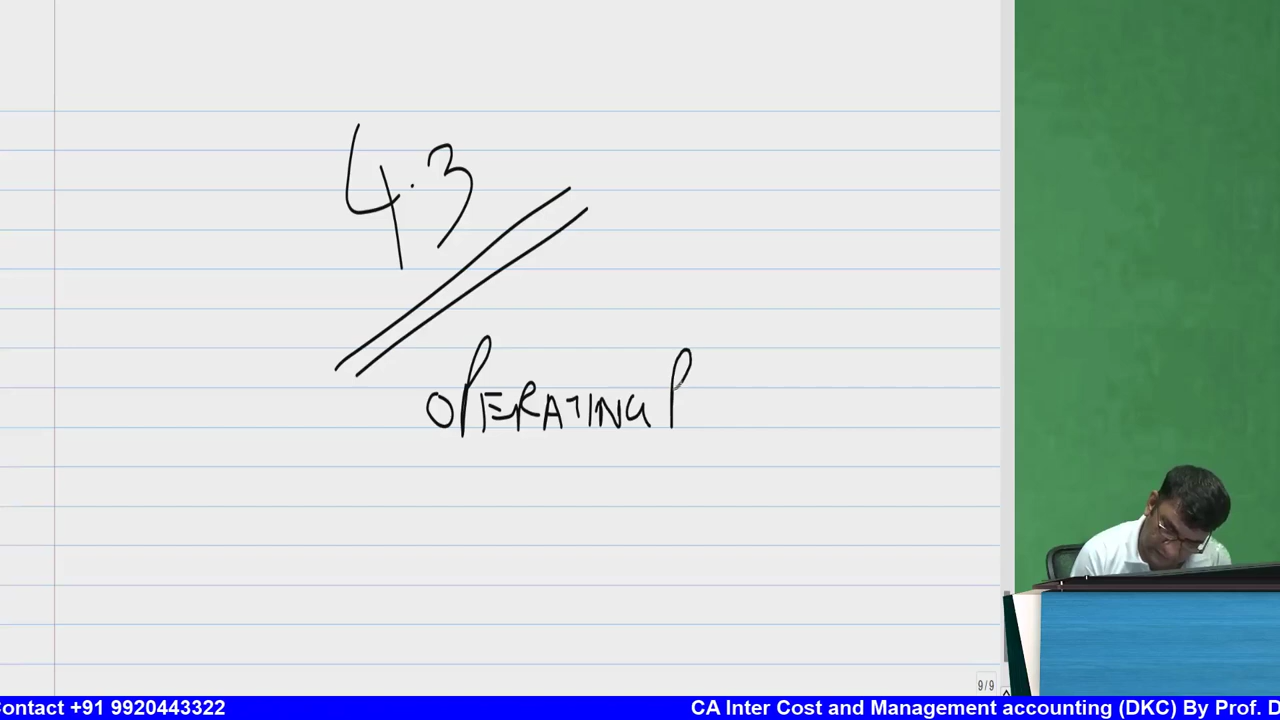 4.3
OPERATING P
9/9
Contact +91 9920443322
CA Inter Cost and Management accounting (DKC) By Prof. D